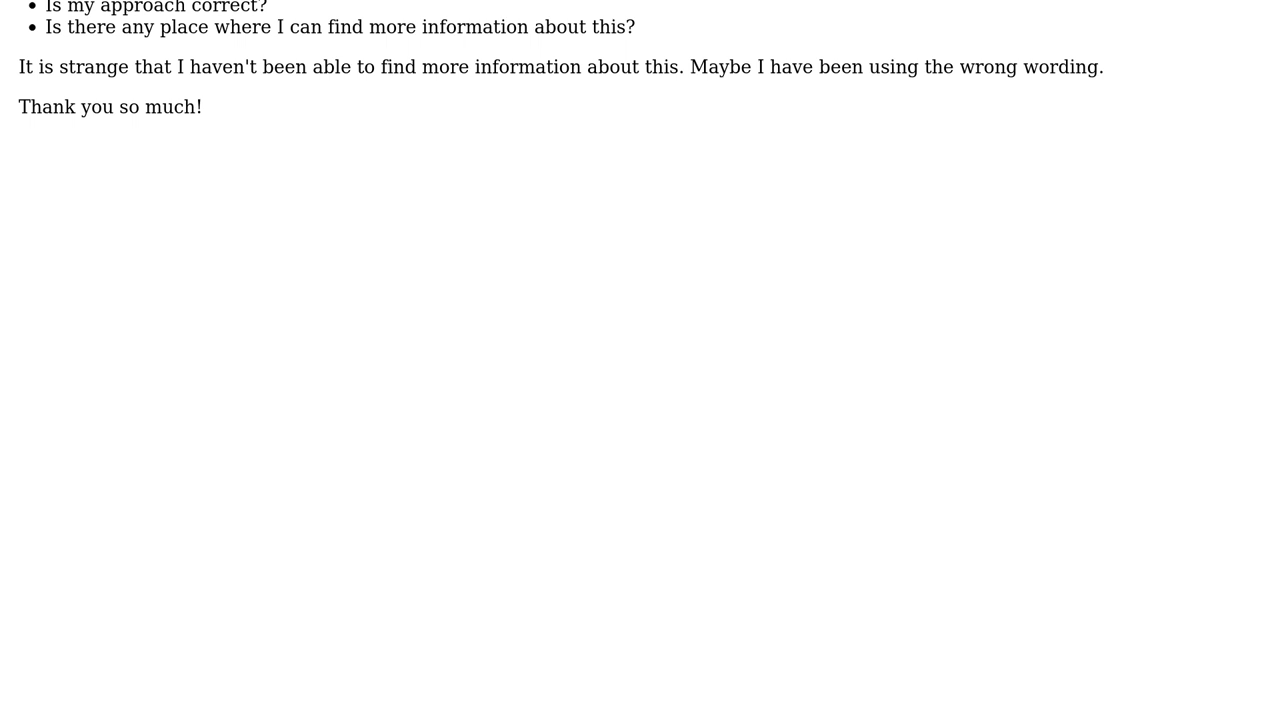 • Is my approach correct?
• Is there any place where I can find more information about this?
It is strange that I haven't been able to find more information about this. Maybe I have been using the wrong wording.
Thank you so much!